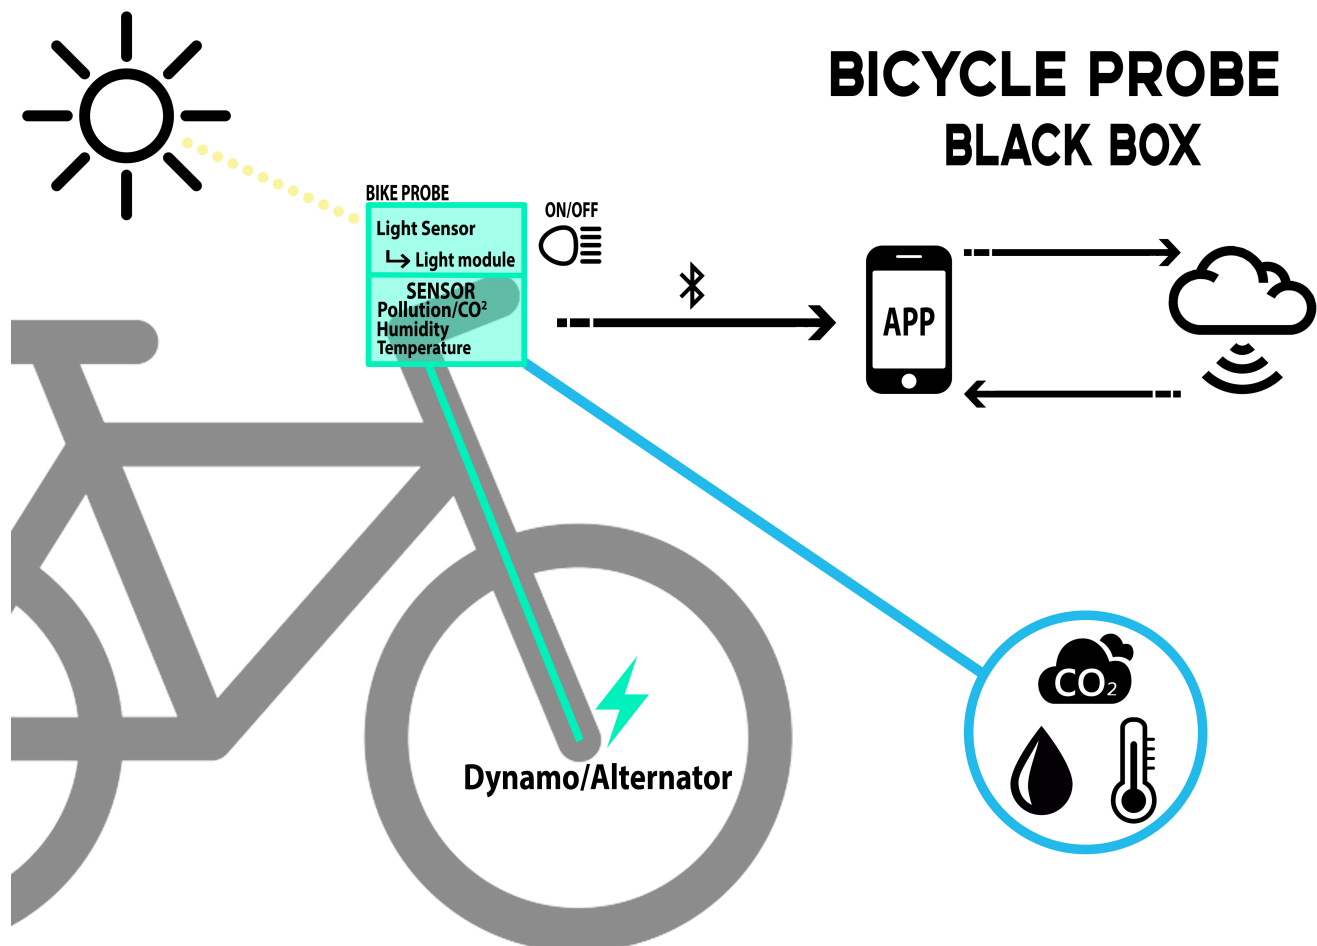 BICYCLE PROBE
BLACK BOX
BIKE PROBE
Light Sensor
Light module
ON/OFF
SENSOR
Pollution/CO²
Humidity
Temperature
APP
CO₂
Dynamo/Alternator